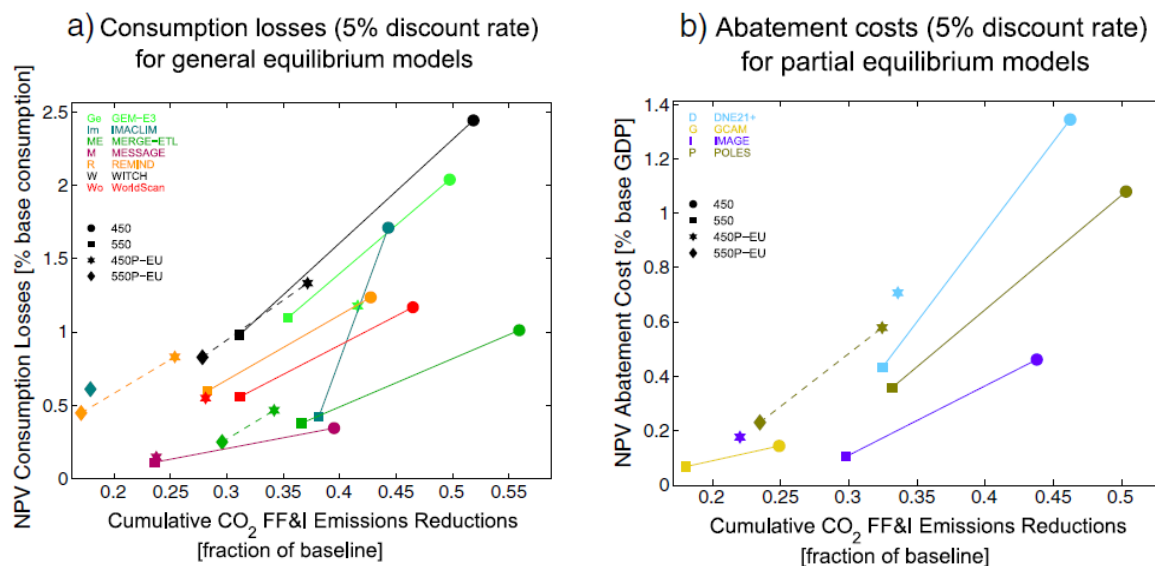 a) Consumption losses (5% discount rate)
for general equilibrium models
NPV Consumption Losses [% base consumption]
2.5
2
1.5
1
0.5
0
Ge GEM-E3
Im IMACLIM
ME MERGE-ETL
M MESSAGE
R REMIND
W WITCH
Wo WorldScan
450
550
450P-EU
550P-EU
0.2 0.25 0.3 0.35 0.4 0.45 0.5 0.55
Cumulative CO2 FF&I Emissions Reductions
[fraction of baseline]
b) Abatement costs (5% discount rate)
for partial equilibrium models
NPV Abatement Cost [% base GDP]
1.4
1.2
1
0.8
0.6
0.4
0.2
0
D DNE21+
G GCAM
I IMAGE
P POLES
450
550
450P-EU
550P-EU
0.2 0.25 0.3 0.35 0.4 0.45 0.5
Cumulative CO2 FF&I Emissions Reductions
[fraction of baseline]